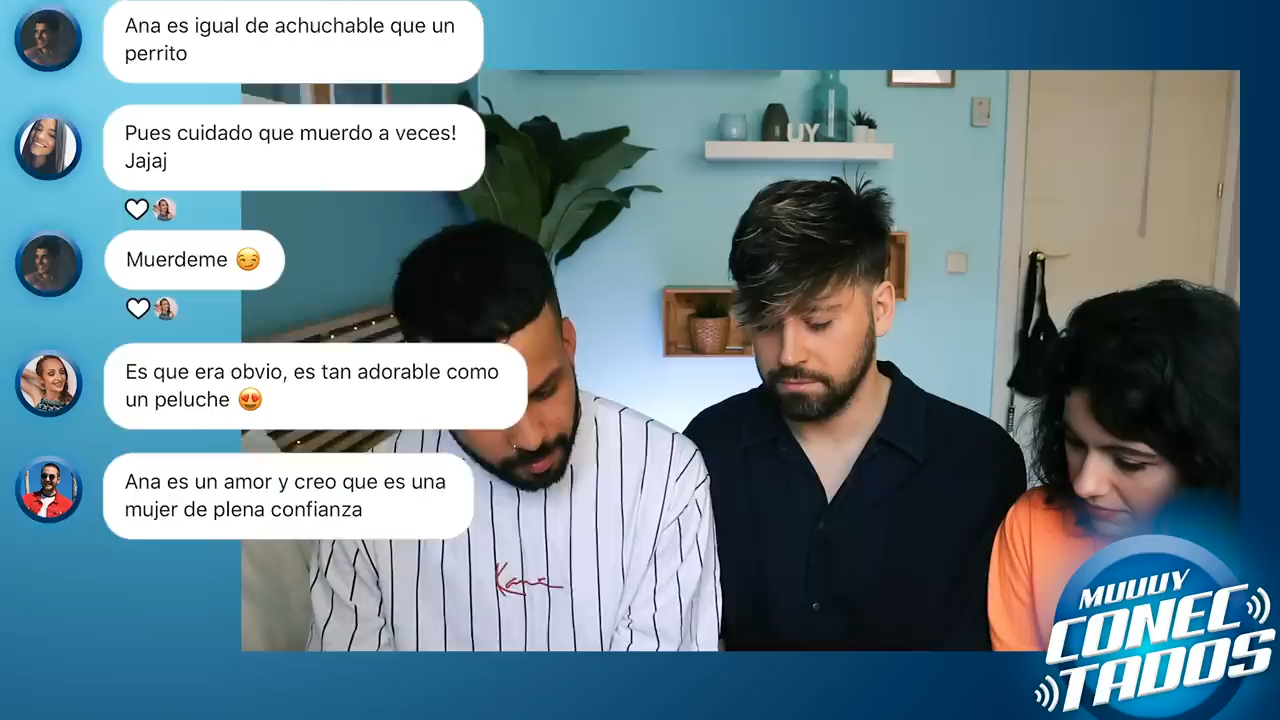 Ana es igual de achuchable que un
perrito
Pues cuidado que muerdo a veces!
Jajaj
Muerdeme 😏
Es que era obvio, es tan adorable como
un peluche 😍
Ana es un amor y creo que es una
mujer de plena confianza
UY
Kani
MUUUY
CONEC
TADOS